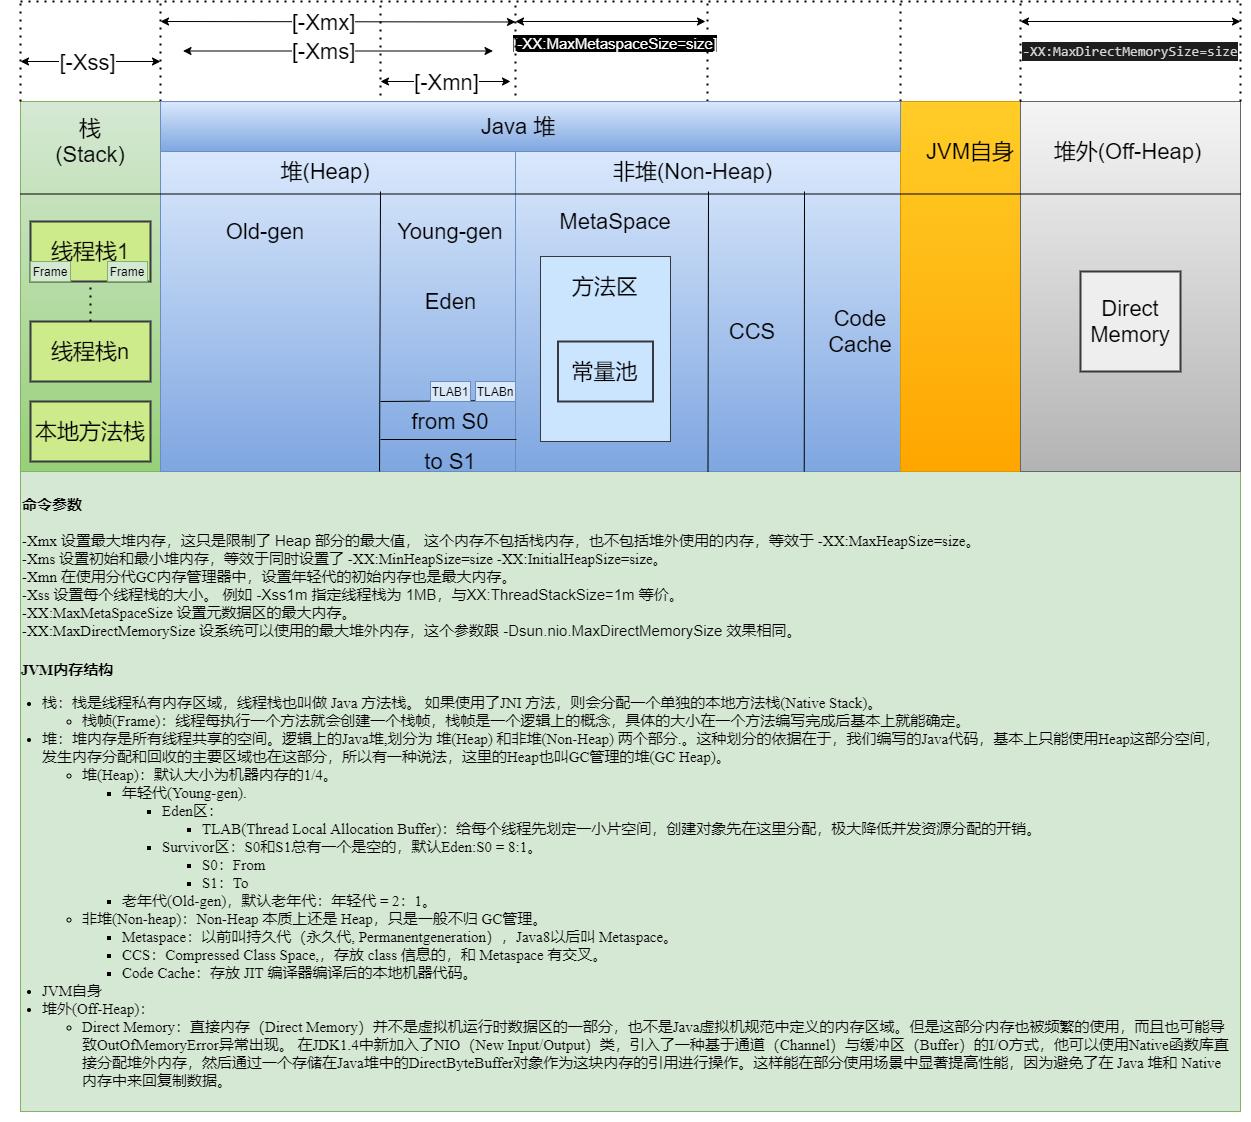 [-Xmx]
-XX:MaxMetaspaceSize=size
[-Xms]
-XX:MaxDirectMemorySize=size
[-Xss]
[-Xmn]
栈
(Stack)
Java 堆
JVM自身
堆外(Off-Heap)
堆(Heap)
非堆(Non-Heap)
线程栈1
Frame
Frame
线程栈n
本地方法栈
Old-gen
Young-gen
Eden
TLAB1
TLABn
from S0
to S1
MetaSpace
方法区
常量池
CCS
Code
Cache
Direct
Memory
命令参数
-Xmx 设置最大堆内存，这只是限制了 Heap 部分的最大值， 这个内存不包括栈内存，也不包括堆外使用的内存，等效于 -XX:MaxHeapSize=size。
-Xms 设置初始和最小堆内存，等效于同时设置了 -XX:MinHeapSize=size -XX:InitialHeapSize=size。
-Xmn 在使用分代GC内存管理器中，设置年轻代的初始内存也是最大内存。
-Xss 设置每个线程栈的大小。 例如 -Xss1m 指定线程栈为 1MB，与XX:ThreadStackSize=1m 等价。
-XX:MaxMetaSpaceSize 设置元数据区的最大内存。
-XX:MaxDirectMemorySize 设系统可以使用的最大堆外内存，这个参数跟 -Dsun.nio.MaxDirectMemorySize 效果相同。
JVM内存结构
• 栈：栈是线程私有内存区域，线程栈也叫做 Java 方法栈。 如果使用了JNI 方法，则会分配一个单独的本地方法栈(Native Stack)。
◦ 栈帧(Frame)：线程每执行一个方法就会创建一个栈帧，栈帧是一个逻辑上的概念，具体的大小在一个方法编写完成后基本上就能确定。
• 堆：堆内存是所有线程共享的空间。逻辑上的Java堆,划分为 堆(Heap) 和非堆(Non-Heap) 两个部分.。这种划分的依据在于，我们编写的Java代码，基本上只能使用Heap这部分空间，
发生内存分配和回收的主要区域也在这部分，所以有一种说法，这里的Heap也叫GC管理的堆(GC Heap)。
◦ 堆(Heap)：默认大小为机器内存的1/4。
▪ 年轻代(Young-gen).
▪ Eden区：
▪ TLAB(Thread Local Allocation Buffer)：给每个线程先划定一小片空间，创建对象先在这里分配，极大降低并发资源分配的开销。
▪ Survivor区：S0和S1总有一个是空的，默认Eden:S0 = 8:1。
▪ S0：From
▪ S1：To
▪ 老年代(Old-gen)，默认老年代：年轻代 = 2：1。
◦ 非堆(Non-heap)：Non-Heap 本质上还是 Heap，只是一般不归 GC管理。
▪ Metaspace：以前叫持久代（永久代, Permanentgeneration），Java8以后叫 Metaspace。
▪ CCS：Compressed Class Space,，存放 class 信息的，和 Metaspace 有交叉。
▪ Code Cache：存放 JIT 编译器编译后的本地机器代码。
• JVM自身
• 堆外(Off-Heap)：
◦ Direct Memory：直接内存（Direct Memory）并不是虚拟机运行时数据区的一部分，也不是Java虚拟机规范中定义的内存区域。但是这部分内存也被频繁的使用，而且也可能导
致OutOfMemoryError异常出现。 在JDK1.4中新加入了NIO（New Input/Output）类，引入了一种基于通道（Channel）与缓冲区（Buffer）的I/O方式，他可以使用Native函数库直
接分配堆外内存，然后通过一个存储在Java堆中的DirectByteBuffer对象作为这块内存的引用进行操作。这样能在部分使用场景中显著提高性能，因为避免了在 Java 堆和 Native
内存中来回复制数据。